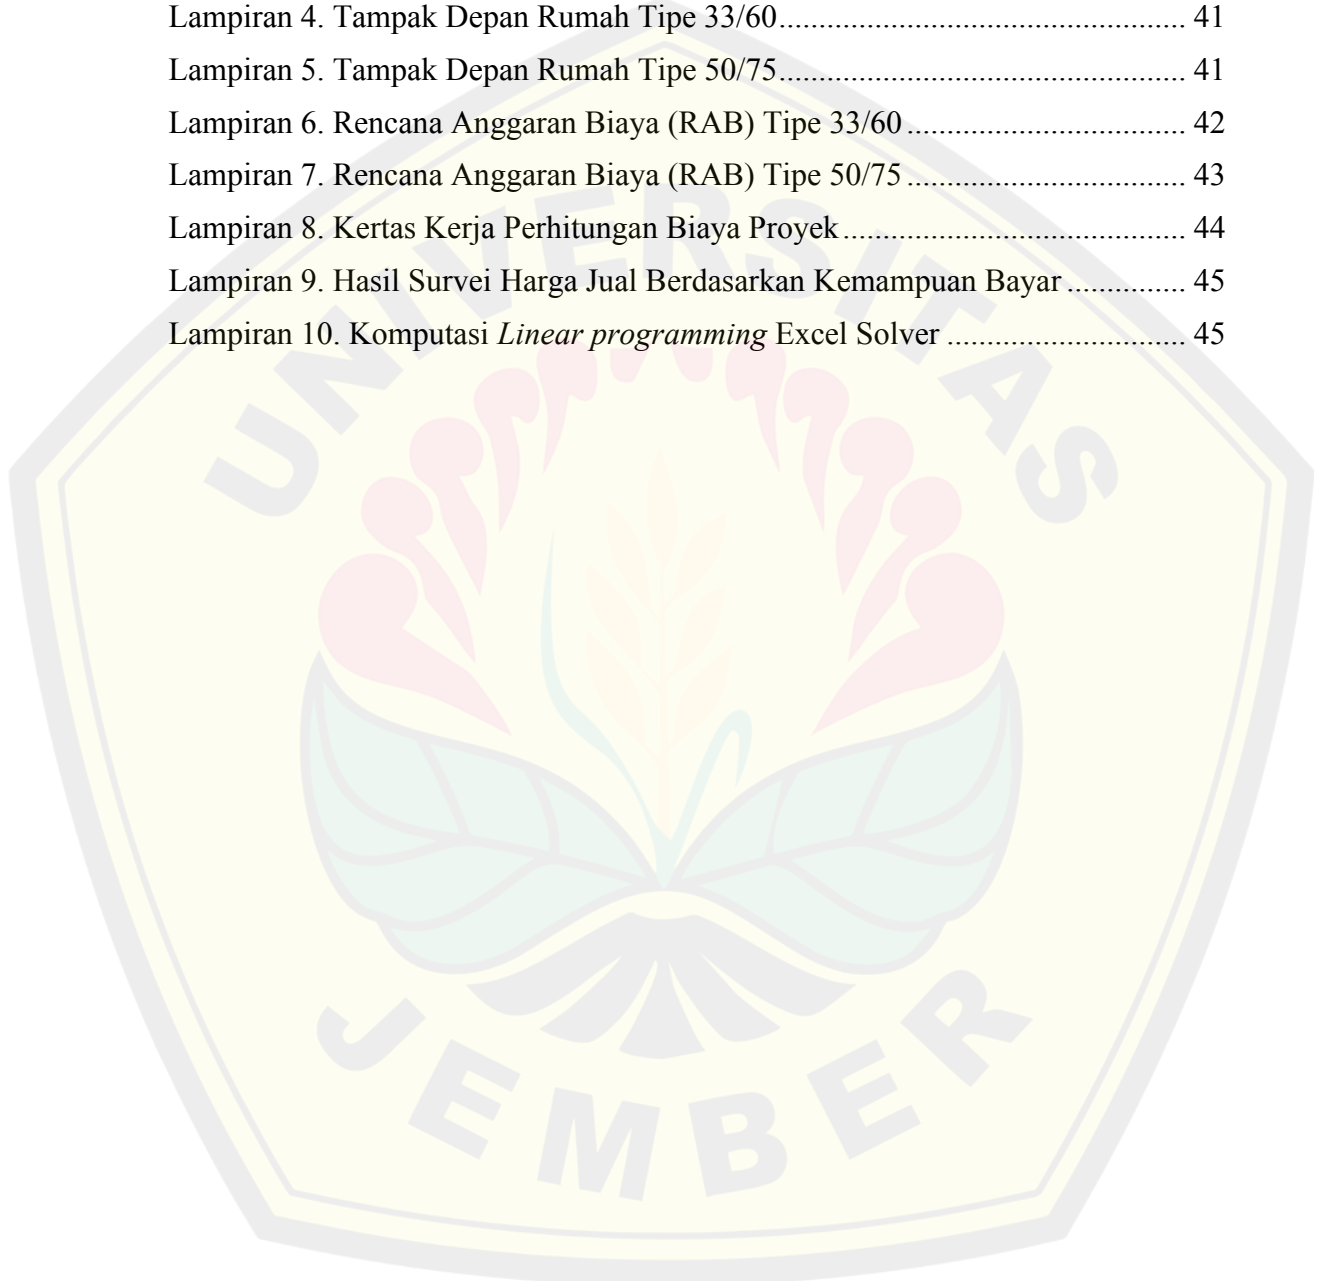 Lampiran 4. Tampak Depan Rumah Tipe 33/60.................................................. 41
Lampiran 5. Tampak Depan Rumah Tipe 50/75.................................................. 41
Lampiran 6. Rencana Anggaran Biaya (RAB) Tipe 33/60 .................................. 42
Lampiran 7. Rencana Anggaran Biaya (RAB) Tipe 50/75 .................................. 43
Lampiran 8. Kertas Kerja Perhitungan Biaya Proyek .......................................... 44
Lampiran 9. Hasil Survei Harga Jual Berdasarkan Kemampuan Bayar .............. 45
Lampiran 10. Komputasi Linear programming Excel Solver ............................. 45
UNIVERSITAS
JEMBER